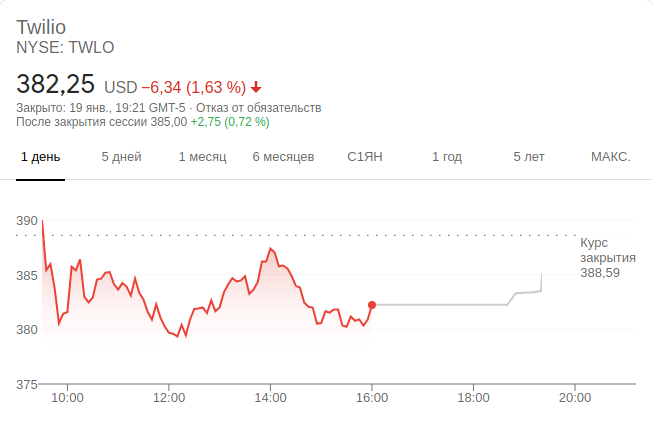 Twilio
NYSE: TWLO
382,25 USD −6,34 (1,63 %)
Закрыто: 19 янв., 19:21 GMT-5 · Отказ от обязательств
После закрытия сессии 385,00 +2,75 (0,72 %)
1 день 5 дней 1 месяц 6 месяцев С1ЯН 1 год 5 лет МАКС.
390
Курс
закрытия
388,59
385
380
375
10:00 12:00 14:00 16:00 18:00 20:00